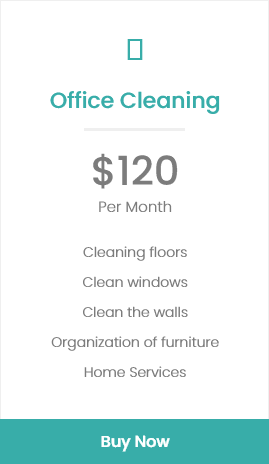 Office Cleaning
$120
Per Month
Cleaning floors
Clean windows
Clean the walls
Organization of furniture
Home Services
Buy Now